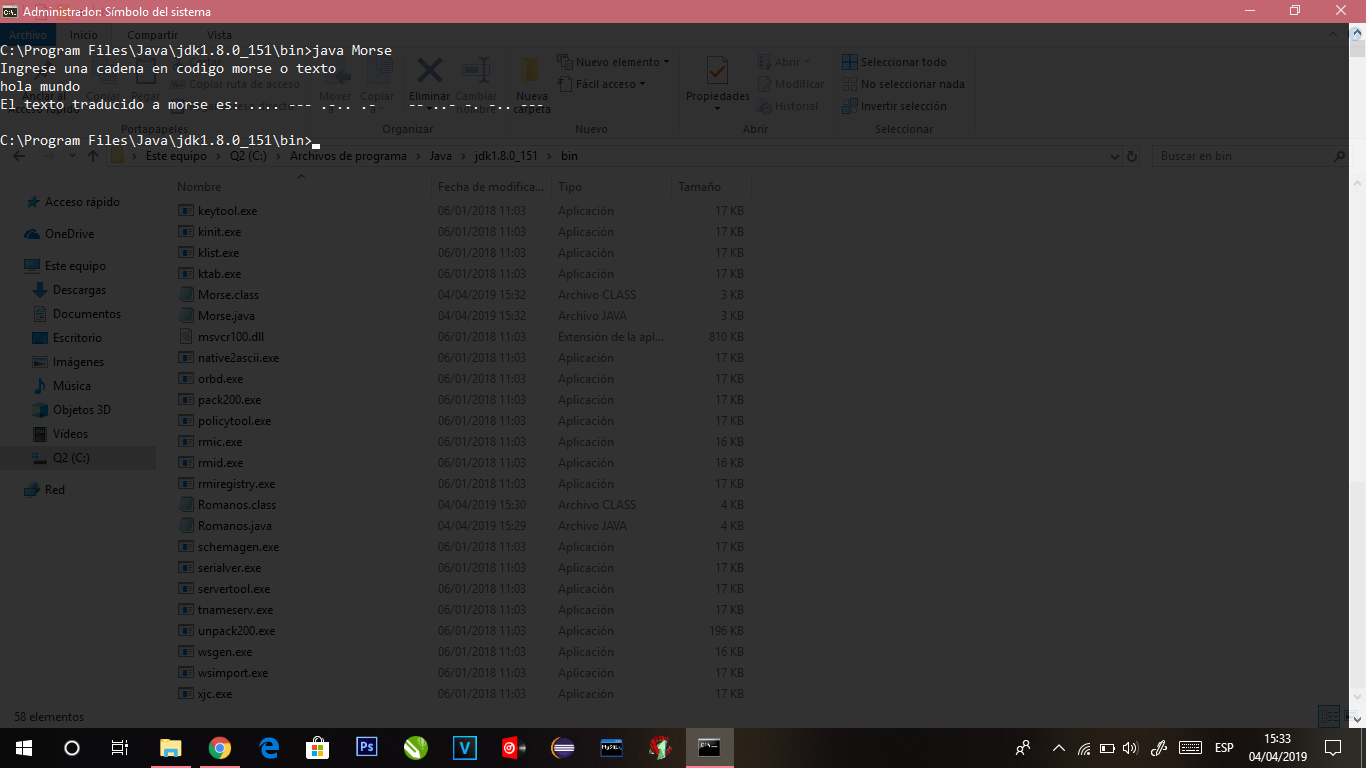 Administrador: Símbolo del sistema
Archivo Inicio Compartir Vista
C:\Program Files\Java\jdk1.8.0_151\bin>java Morse
Ingrese una cadena en codigo morse o texto
hola mundo
El texto traducido a morse es:
C:\Program Files\Java\jdk1.8.0_151\bin>
Copiar ruta de acceso
Mover a Copiar a Eliminar Cambiar nombre
Nueva carpeta
Nuevo elemento
Fácil acceso
Propiedades
Abrir
Modificar
Historial
Seleccionar todo
No seleccionar nada
Invertir selección
Portapapeles Organizar Nuevo Abrir Seleccionar
Este equipo Q2 (C:) Archivos de programa Java jdk1.8.0_151 bin
Buscar en bin
Acceso rápido
OneDrive
Este equipo
Descargas
Documentos
Escritorio
Imágenes
Música
Objetos 3D
Vídeos
Q2 (C:)
Red
Nombre Fecha de modifica... Tipo Tamaño
keytool.exe 06/01/2018 11:03 Aplicación 17 KB
kinit.exe 06/01/2018 11:03 Aplicación 17 KB
klist.exe 06/01/2018 11:03 Aplicación 17 KB
ktab.exe 06/01/2018 11:03 Aplicación 17 KB
Morse.class 04/04/2019 15:32 Archivo CLASS 3 KB
Morse.java 04/04/2019 15:32 Archivo JAVA 3 KB
msvcr100.dll 06/01/2018 11:03 Extensión de la apl... 810 KB
native2ascii.exe 06/01/2018 11:03 Aplicación 17 KB
orbd.exe 06/01/2018 11:03 Aplicación 17 KB
pack200.exe 06/01/2018 11:03 Aplicación 17 KB
policytool.exe 06/01/2018 11:03 Aplicación 17 KB
rmic.exe 06/01/2018 11:03 Aplicación 16 KB
rmid.exe 06/01/2018 11:03 Aplicación 16 KB
rmiregistry.exe 06/01/2018 11:03 Aplicación 17 KB
Romanos.class 04/04/2019 15:30 Archivo CLASS 4 KB
Romanos.java 04/04/2019 15:29 Archivo JAVA 4 KB
schemagen.exe 06/01/2018 11:03 Aplicación 17 KB
serialver.exe 06/01/2018 11:03 Aplicación 17 KB
servertool.exe 06/01/2018 11:03 Aplicación 17 KB
tnameserv.exe 06/01/2018 11:03 Aplicación 17 KB
unpack200.exe 06/01/2018 11:03 Aplicación 196 KB
wsgen.exe 06/01/2018 11:03 Aplicación 16 KB
wsimport.exe 06/01/2018 11:03 Aplicación 17 KB
xjc.exe 06/01/2018 11:03 Aplicación 17 KB
58 elementos
Ps
V
MySQL
ESP
15:33
04/04/2019